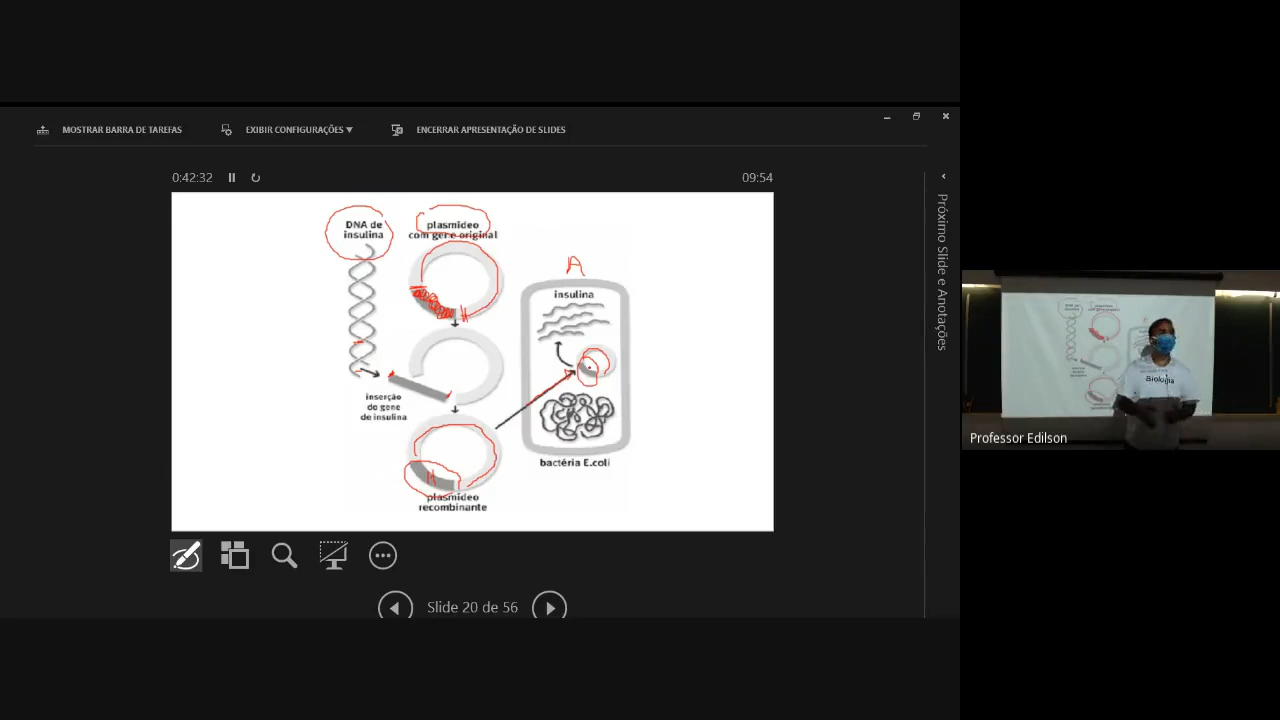 MOSTRAR BARRA DE TAREFAS
EXIBIR CONFIGURAÇÕES ▼
ENCERRAR APRESENTAÇÃO DE SLIDES
0:42:32
09:54
DNA de
insulina
plasmídeo
com gene original
H
A
insulina
inserção
do gene
de insulina
H
bactéria E.coli
plasmídeo
recombinante
Slide 20 de 56
Próximo Slide e Anotações
Biologia
Professor Edilson